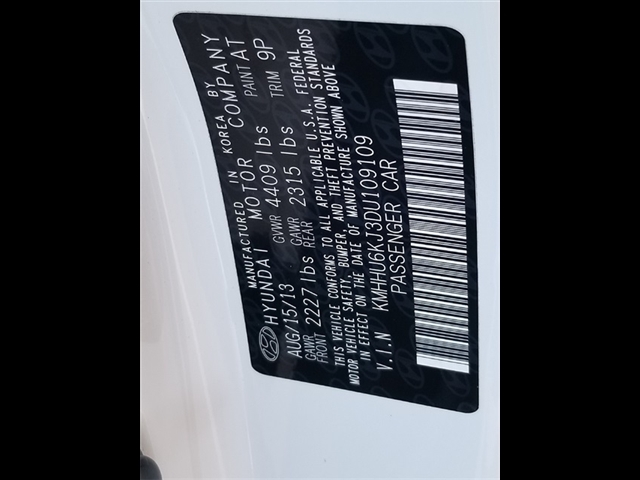 MANUFACTURED IN KOREA BY
HYUNDAI MOTOR COMPANY
AUG/15/13 GVWR 4409 lbs PAINT AT
GAWR FRONT 2227 lbs GAWR REAR 2315 lbs TRIM 9P
THIS VEHICLE CONFORMS TO ALL APPLICABLE U.S.A. FEDERAL
MOTOR VEHICLE SAFETY, BUMPER, AND THEFT PREVENTION STANDARDS
IN EFFECT ON THE DATE OF MANUFACTURE SHOWN ABOVE
V.I.N KMHHU6KJ3DU109109
PASSENGER CAR